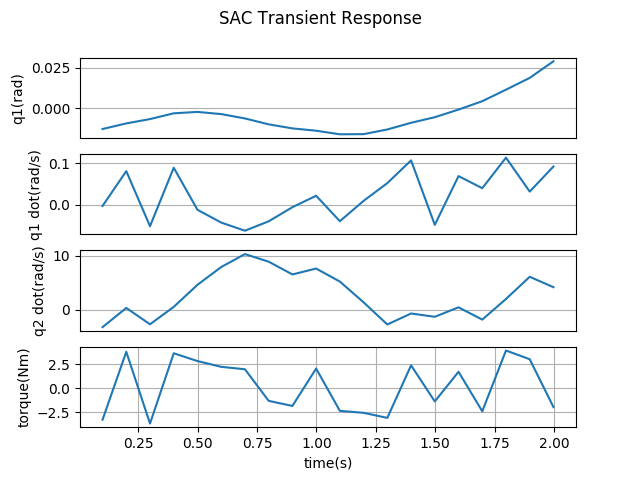 SAC Transient Response
q1(rad)
0.025
0.000
q1 dot(rad/s)
0.1
0.0
q2 dot(rad/s)
10
0
torque(Nm)
2.5
0.0
−2.5
0.25 0.50 0.75 1.00 1.25 1.50 1.75 2.00
time(s)